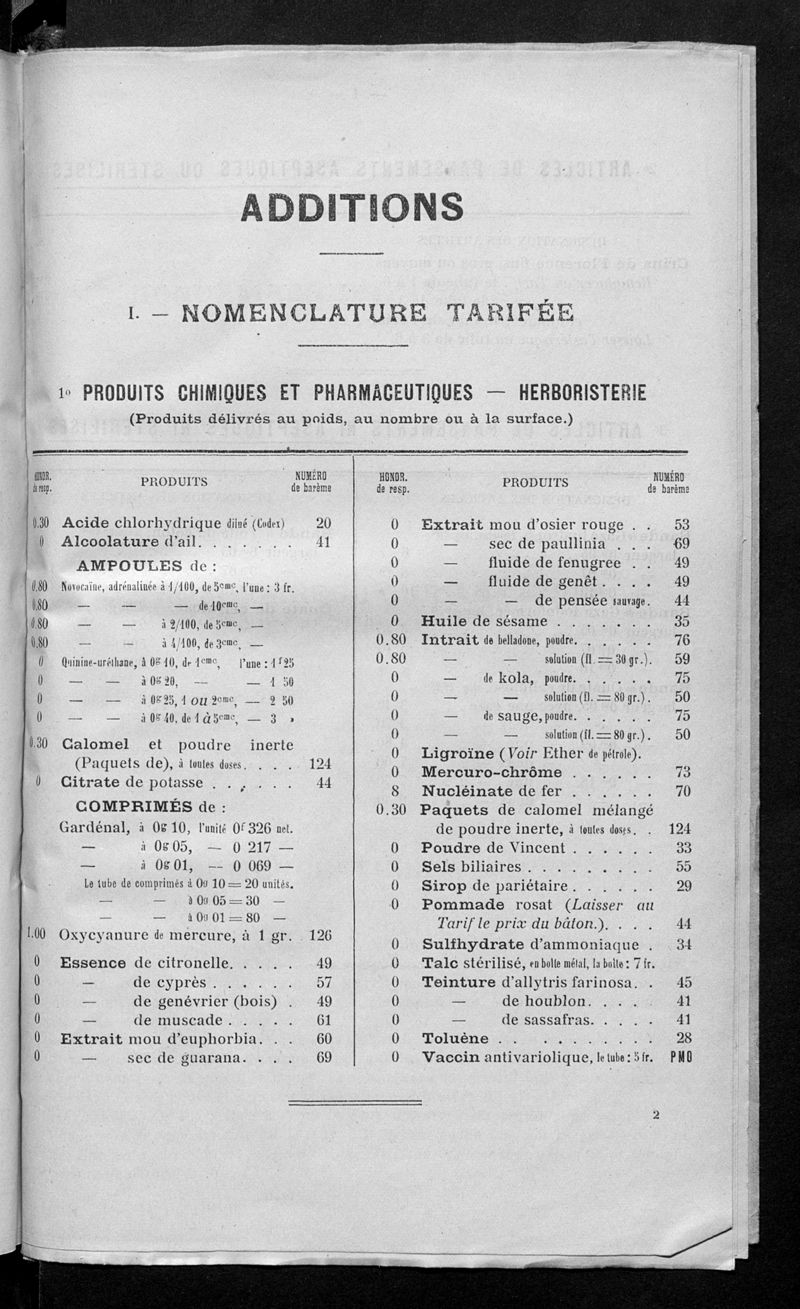 ADDITIONS
I. — NOMENCLATURE TARIFÉE
1º PRODUITS CHIMIQUES ET PHARMACEUTIQUES — HERBORISTERIE
(Produits délivrés au poids, au nombre ou à la surface.)
HONOR. de resp. PRODUITS NUMÉRO de barème
0.30 Acide chlorhydrique dilué (Codex) 20
0 Alcoolature d'ail. . . . . . . 41
AMPOULES de :
0.80 Novocaïne, adrénalinée à 1/100, de 5cmc, l'une : 3 fr.
0.80 — — — de 10cmc, —
0.80 — — à 2/100, de 5cmc, —
0.80 — — à 4/100, de 3cmc, —
0 Quinine-uréthane, à 0gr 10, de 1cmc, l'une : 1f 25
0 — — à 0gr 20, — — 1 50
0 — — à 0gr 25, 1 ou 2cmc, — 2 50
0 — — à 0gr 40, de 1 à 5cmc, — 3 »
0.30 Calomel et poudre inerte
(Paquets de), à toutes doses. . . . 124
0 Citrate de potasse . . . . . . 44
COMPRIMÉS de :
Gardénal, à 0g 10, l'unité 0f 326 net.
— à 0g 05, — 0 217 —
— à 0g 01, — 0 069 —
Le tube de comprimés à 0g 10 = 20 unités.
— — à 0g 05 = 30 —
— — à 0g 01 = 80 —
1.00 Oxycyanure de mercure, à 1 gr. 126
0 Essence de citronelle. . . . . 49
0 — de cyprès . . . . . . 57
0 — de genévrier (bois) . 49
0 — de muscade . . . . . 61
0 Extrait mou d'euphorbia. . . 60
0 — sec de guarana. . . . 69
HONOR. de resp. PRODUITS NUMÉRO de barème
0 Extrait mou d'osier rouge . . 53
0 — sec de paullinia . . . 69
0 — fluide de fenugree . . 49
0 — fluide de genêt . . . . 49
0 — — de pensée sauvage. 44
0 Huile de sésame . . . . . . . 35
0.80 Intrait de belladone, poudre. . . . . . 76
0.80 — — solution (fl. = 30 gr.). 59
0 — de kola, poudre. . . . . . 75
0 — — solution (fl. = 80 gr.). 50
0 — de sauge, poudre. . . . . . 75
0 — — solution (fl. = 80 gr.). 50
0 Ligroïne (Voir Ether de pétrole).
0 Mercuro-chrôme . . . . . . 73
8 Nucléinate de fer . . . . . . 70
0.30 Paquets de calomel mélangé
de poudre inerte, à toutes doses. . 124
0 Poudre de Vincent . . . . . . 33
0 Sels biliaires . . . . . . . . . 55
0 Sirop de pariétaire . . . . . . 29
0 Pommade rosat (Laisser au
Tarif le prix du bâton.). . . . 44
0 Sulfhydrate d'ammoniaque . 34
0 Talc stérilisé, en boîte métal, la boîte : 7 fr.
0 Teinture d'allytris farinosa. . 45
0 — de houblon. . . . 41
0 — de sassafras. . . . . 41
0 Toluène . . . . . . . . . . 28
0 Vaccin antivariolique, le tube : 5 fr. PMO
2